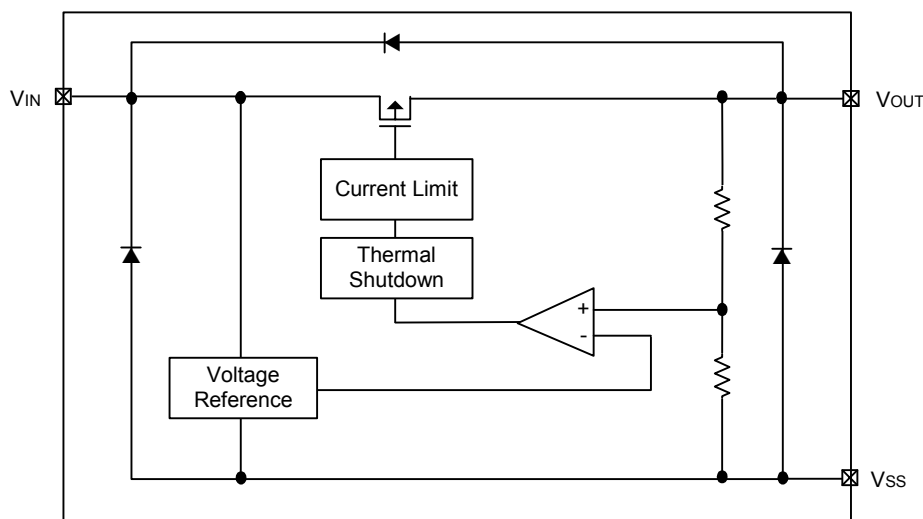 VIN
VOUT
Current Limit
Thermal
Shutdown
+
-
Voltage
Reference
VSS